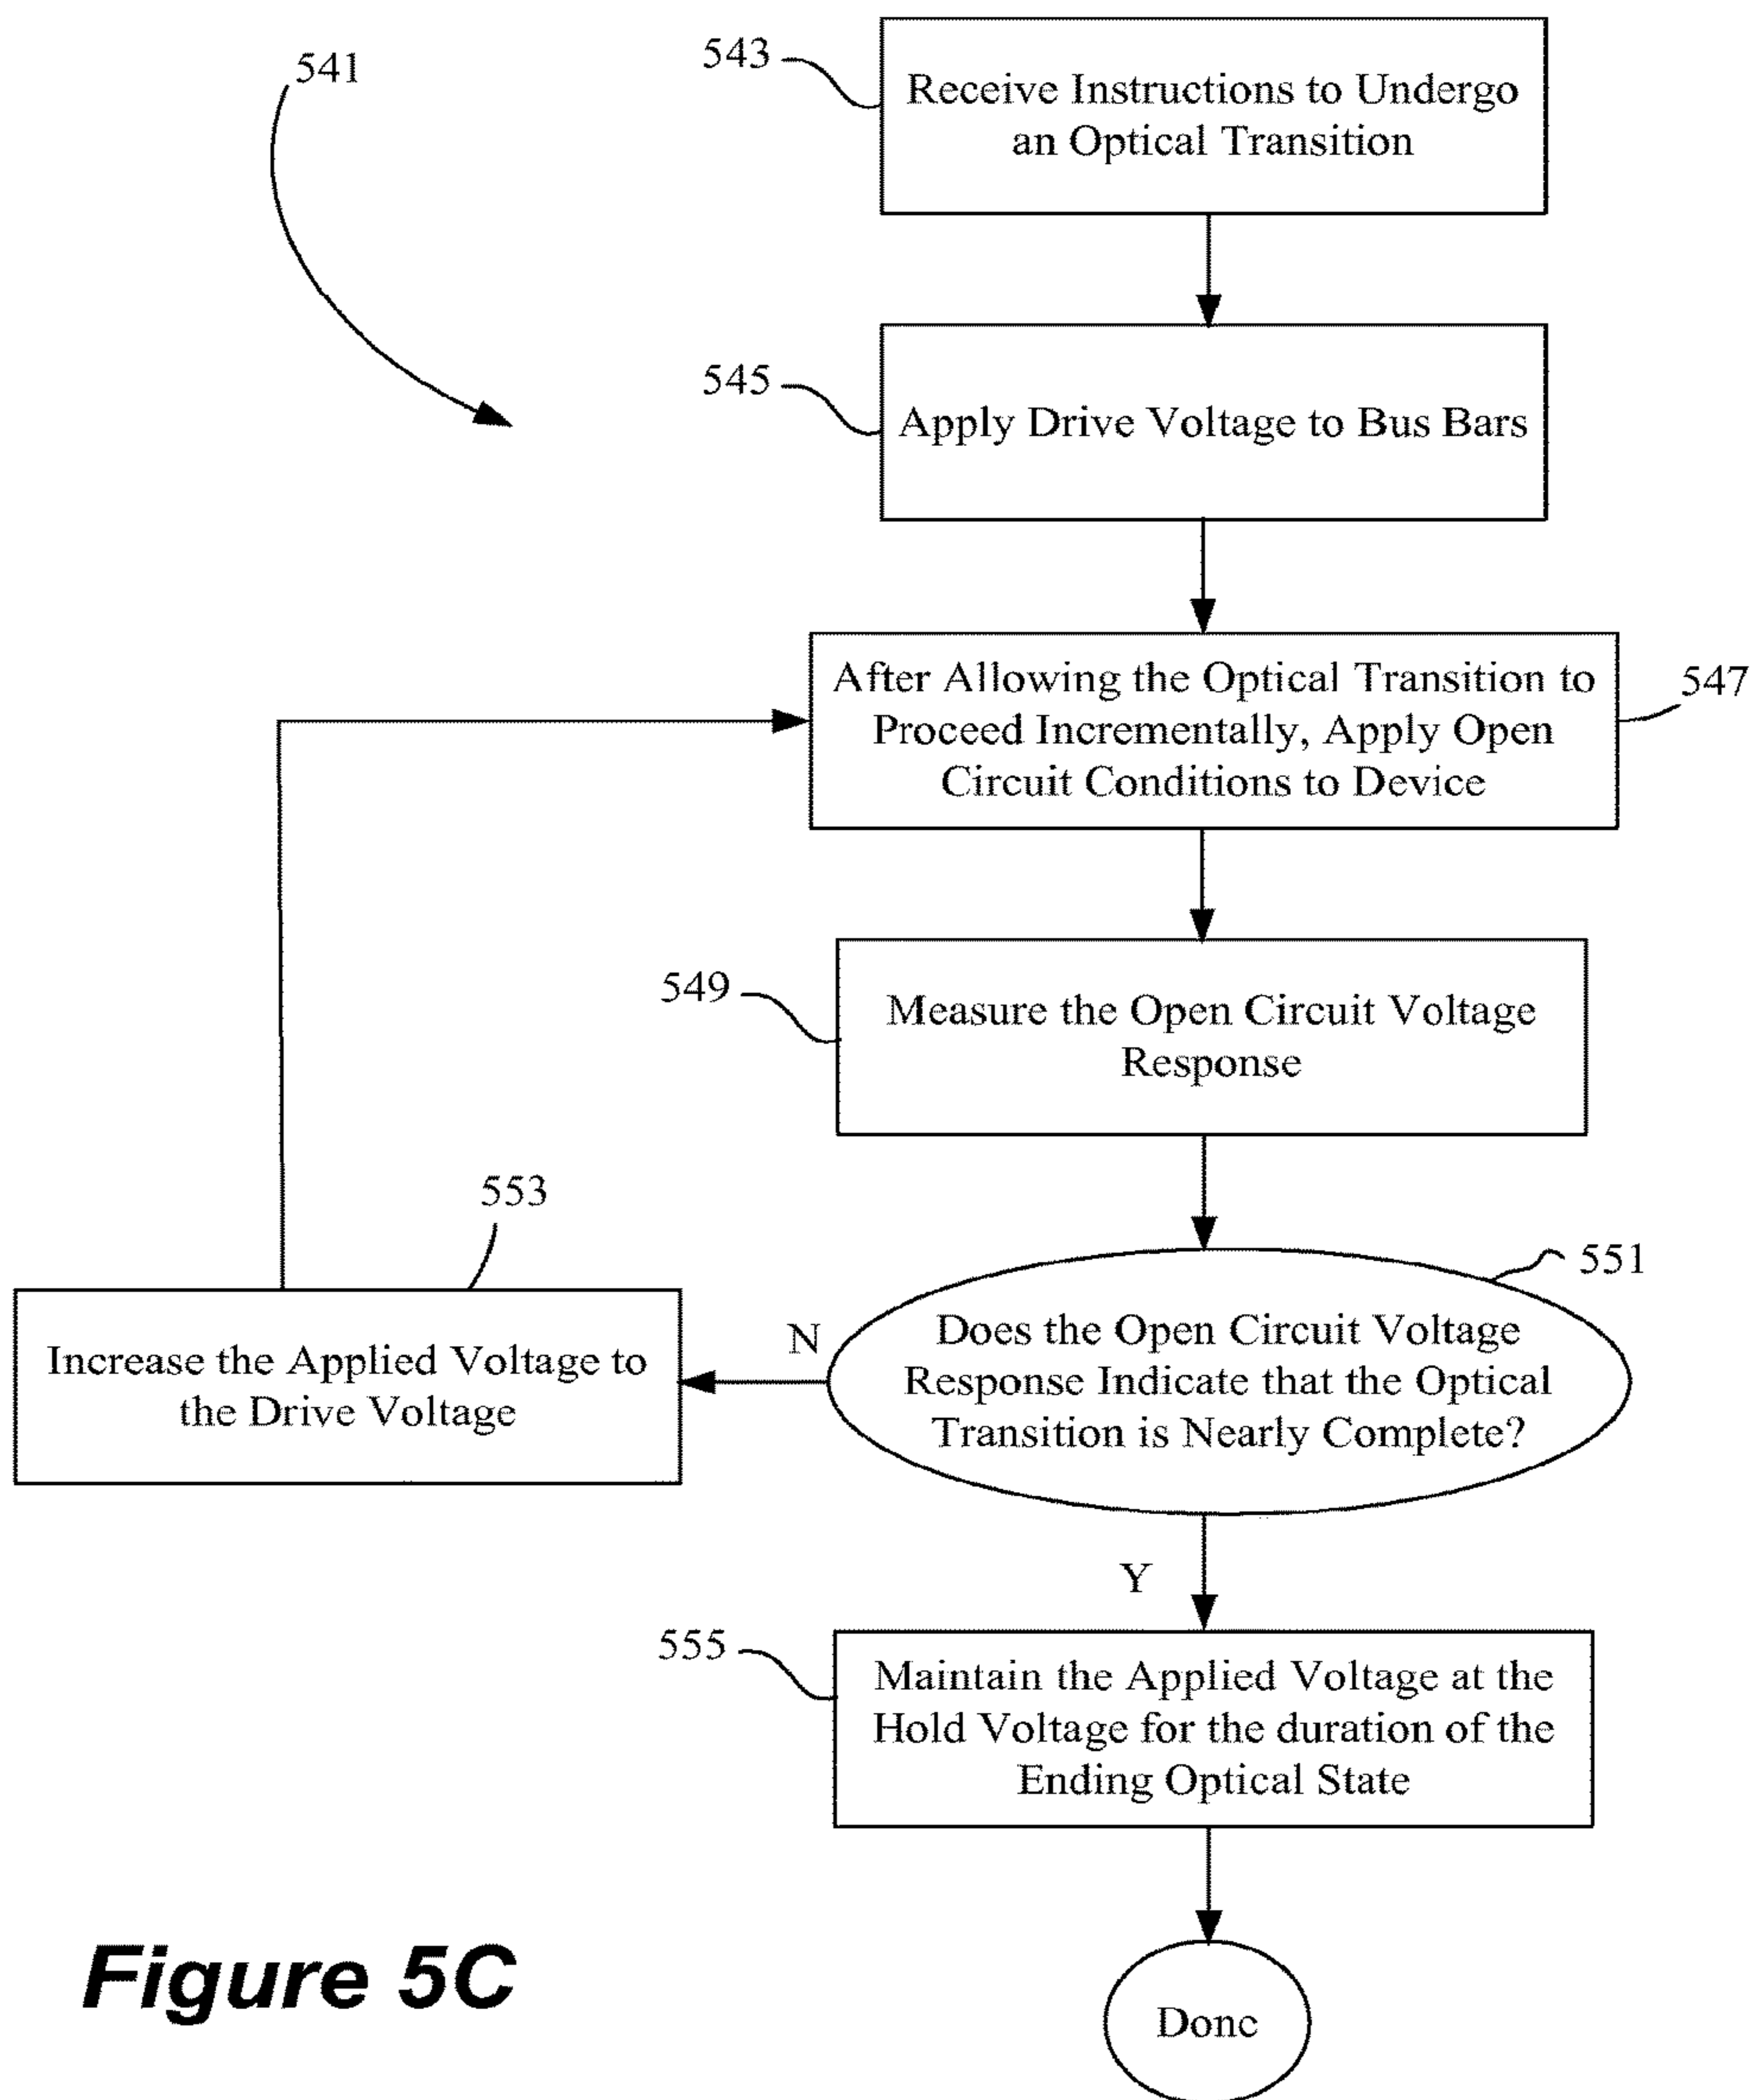 541
543
Receive Instructions to Undergo
an Optical Transition
545
Apply Drive Voltage to Bus Bars
547
After Allowing the Optical Transition to
Proceed Incrementally, Apply Open
Circuit Conditions to Device
549
Measure the Open Circuit Voltage
Response
551
Does the Open Circuit Voltage
Response Indicate that the Optical
Transition is Nearly Complete?
N
553
Increase the Applied Voltage to
the Drive Voltage
Y
555
Maintain the Applied Voltage at the
Hold Voltage for the duration of the
Ending Optical State
Done
Figure 5C